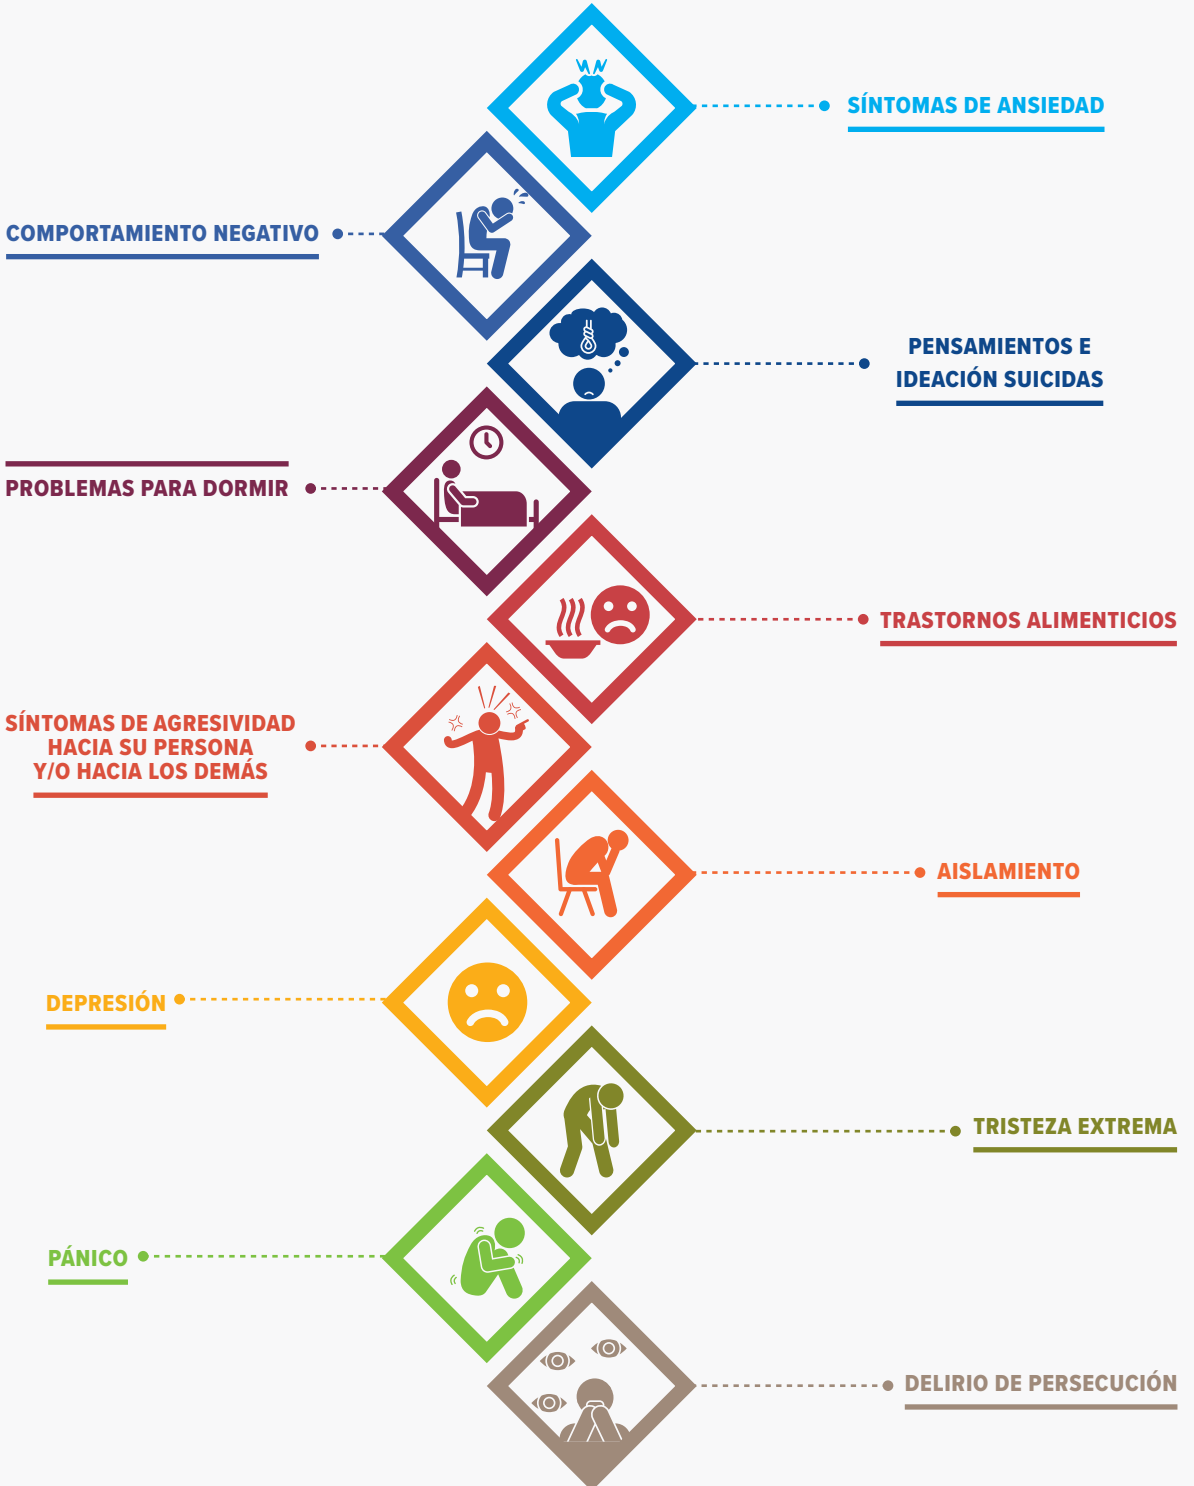 SÍNTOMAS DE ANSIEDAD
COMPORTAMIENTO NEGATIVO
PENSAMIENTOS E
IDEACIÓN SUICIDAS
PROBLEMAS PARA DORMIR
TRASTORNOS ALIMENTICIOS
SÍNTOMAS DE AGRESIVIDAD
HACIA SU PERSONA
Y/O HACIA LOS DEMÁS
AISLAMIENTO
DEPRESIÓN
TRISTEZA EXTREMA
PÁNICO
DELIRIO DE PERSECUCIÓN